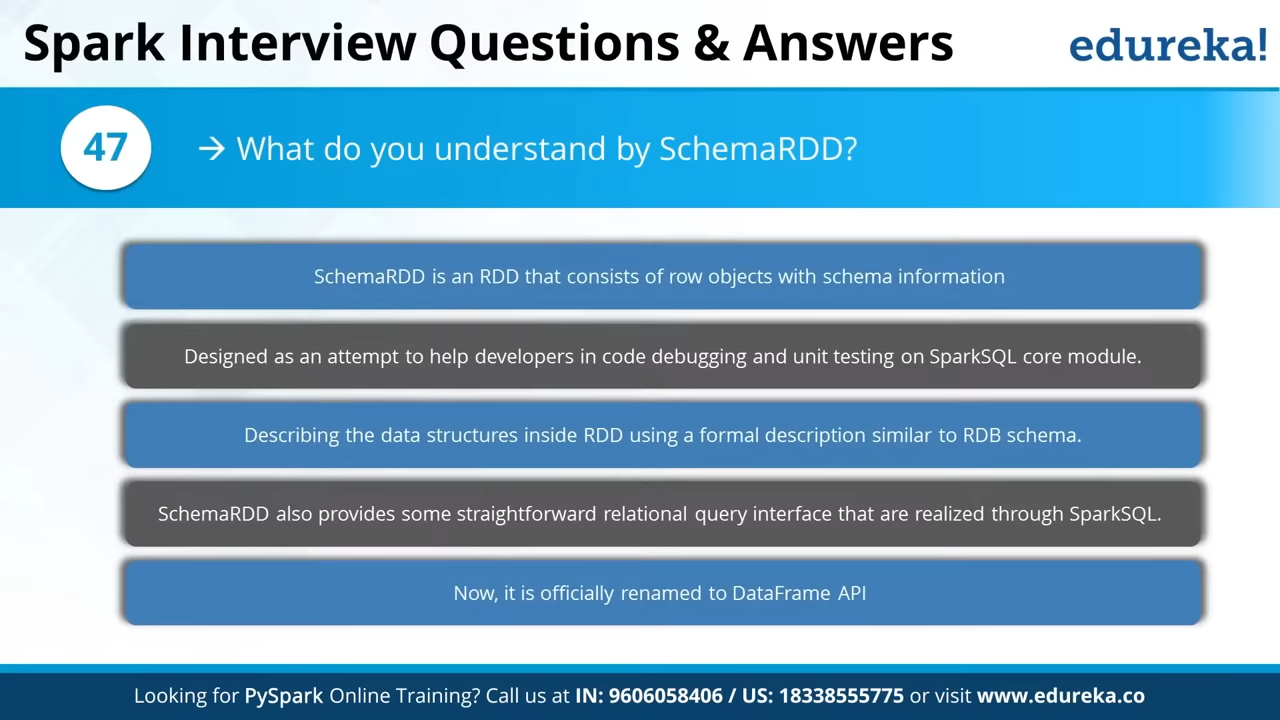 Spark Interview Questions & Answers
edureka!
47
→ What do you understand by SchemaRDD?
SchemaRDD is an RDD that consists of row objects with schema information
Designed as an attempt to help developers in code debugging and unit testing on SparkSQL core module.
Describing the data structures inside RDD using a formal description similar to RDB schema.
SchemaRDD also provides some straightforward relational query interface that are realized through SparkSQL.
Now, it is officially renamed to DataFrame API
Looking for PySpark Online Training? Call us at IN: 9606058406 / US: 18338555775 or visit www.edureka.co